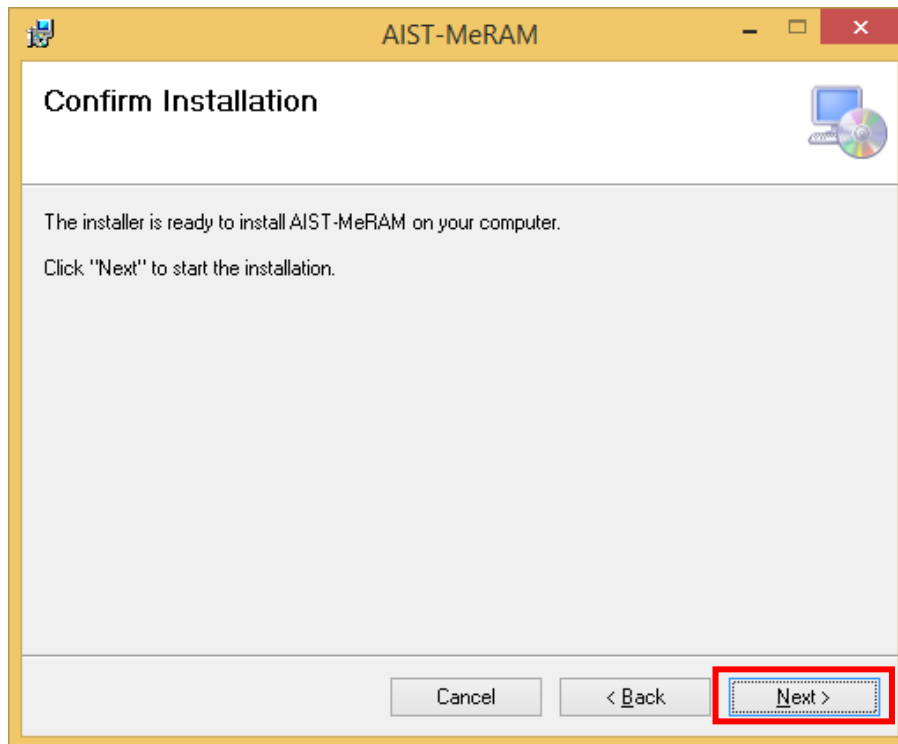 AIST-MeRAM
Confirm Installation
The installer is ready to install AIST-MeRAM on your computer.
Click "Next" to start the installation.
Cancel
< Back
Next >